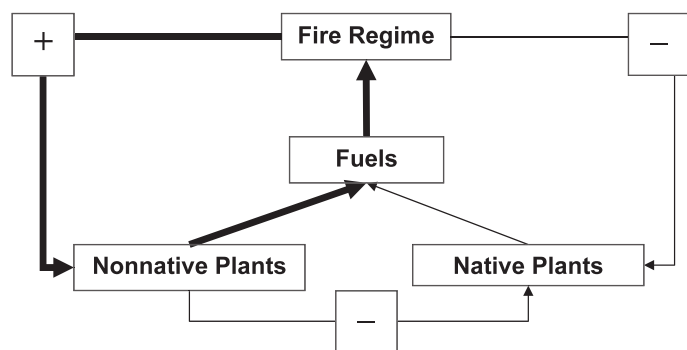 +
Fire Regime
−
Fuels
Nonnative Plants
Native Plants
−